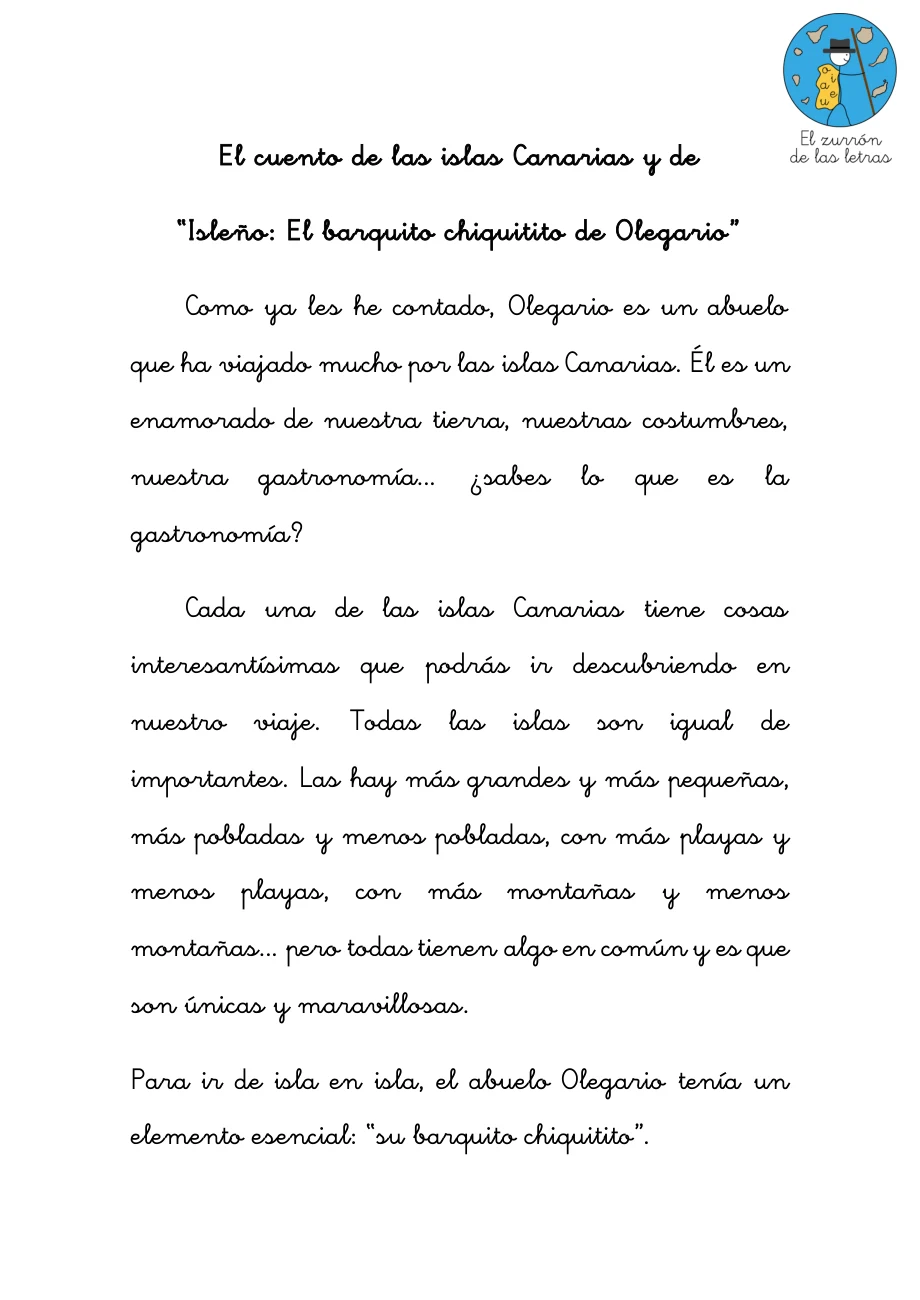 El zurrón
de las letras
El cuento de las islas Canarias y de
“Isleño: El barquito chiquitito de Olegario”
Como ya les he contado, Olegario es un abuelo
que ha viajado mucho por las islas Canarias. Él es un
enamorado de nuestra tierra, nuestras costumbres,
nuestra gastronomía... ¿sabes lo que es la
gastronomía?
Cada una de las islas Canarias tiene cosas
interesantísimas que podrás ir descubriendo en
nuestro viaje. Todas las islas son igual de
importantes. Las hay más grandes y más pequeñas,
más pobladas y menos pobladas, con más playas y
menos playas, con más montañas y menos
montañas... pero todas tienen algo en común y es que
son únicas y maravillosas.
Para ir de isla en isla, el abuelo Olegario tenía un
elemento esencial: “su barquito chiquitito”.